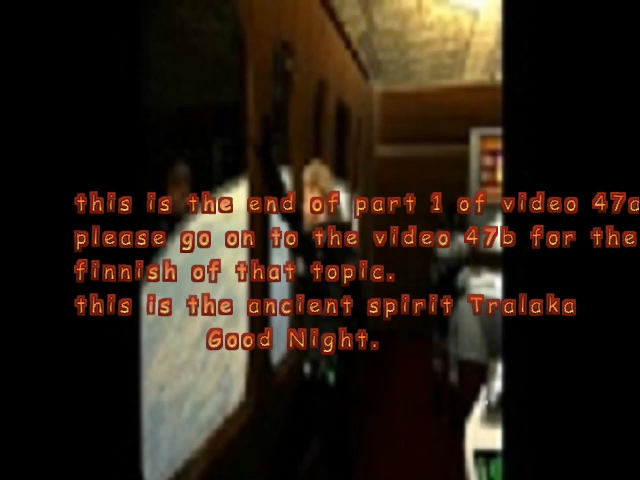 this is the end of part 1 of video 47a
please go on to the video 47b for the
finnish of that topic.
this is the ancient spirit Tralaka
Good Night.